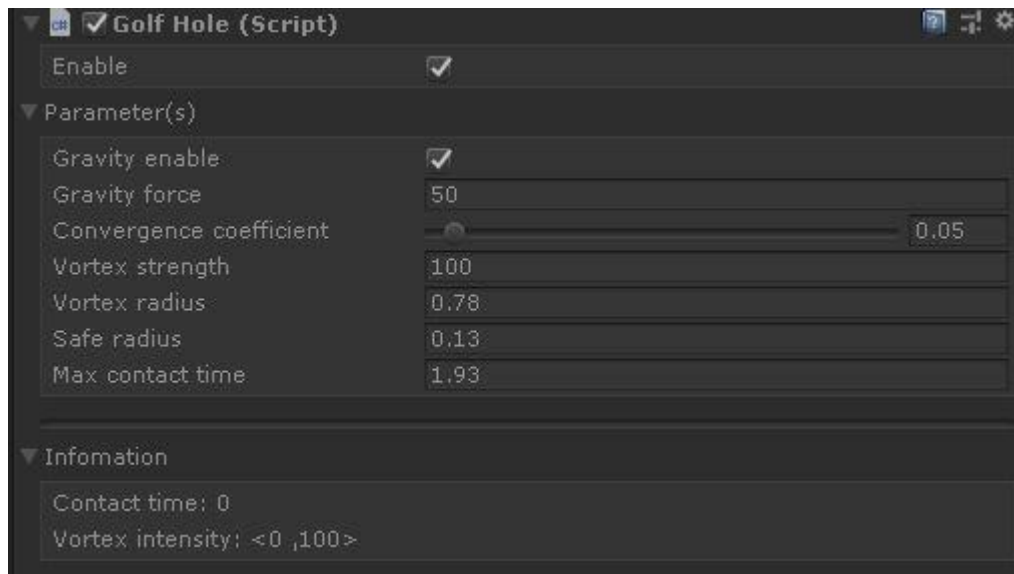 c# Golf Hole (Script)
Enable
Parameter(s)
Gravity enable
Gravity force 50
Convergence coefficient 0.05
Vortex strength 100
Vortex radius 0.78
Safe radius 0.13
Max contact time 1.93
Infomation
Contact time: 0
Vortex intensity: <0 ,100>